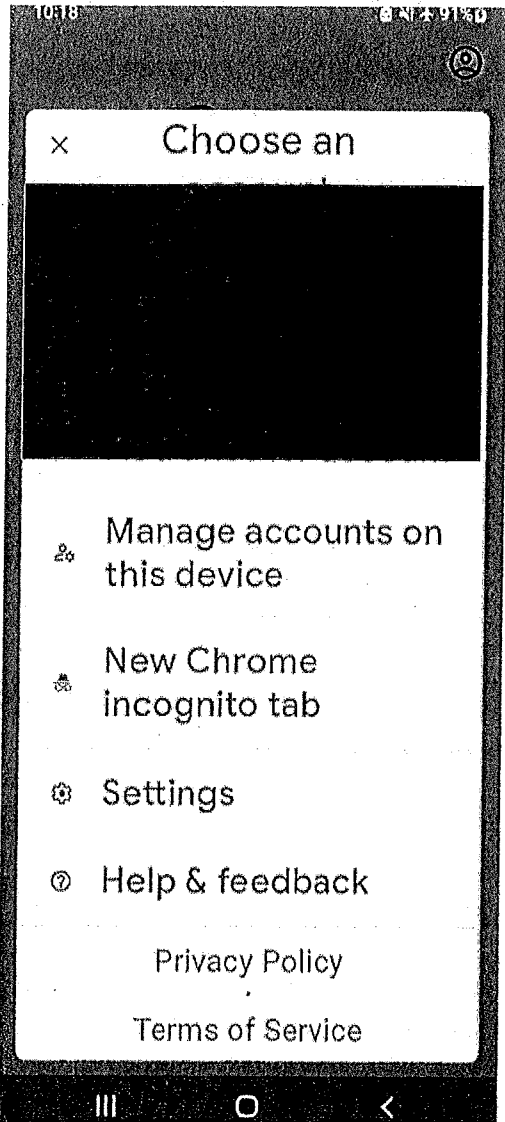 10:18
91%
Choose an
Manage accounts on
this device
New Chrome
incognito tab
Settings
Help & feedback
Privacy Policy
Terms of Service